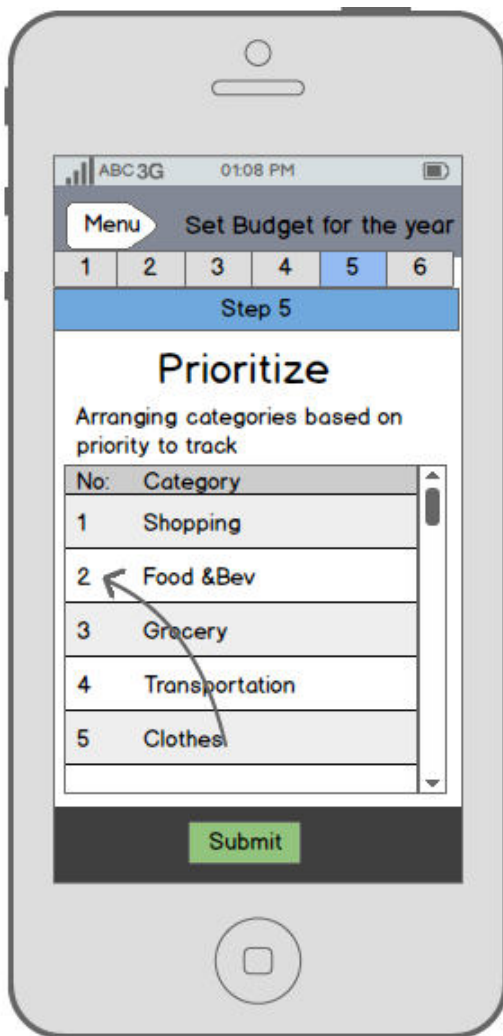 ABC 3G 01:08 PM
Menu Set Budget for the year
1 2 3 4 5 6
Step 5
Prioritize
Arranging categories based on
priority to track
No: Category
1 Shopping
2 Food &Bev
3 Grocery
4 Transportation
5 Clothes
Submit